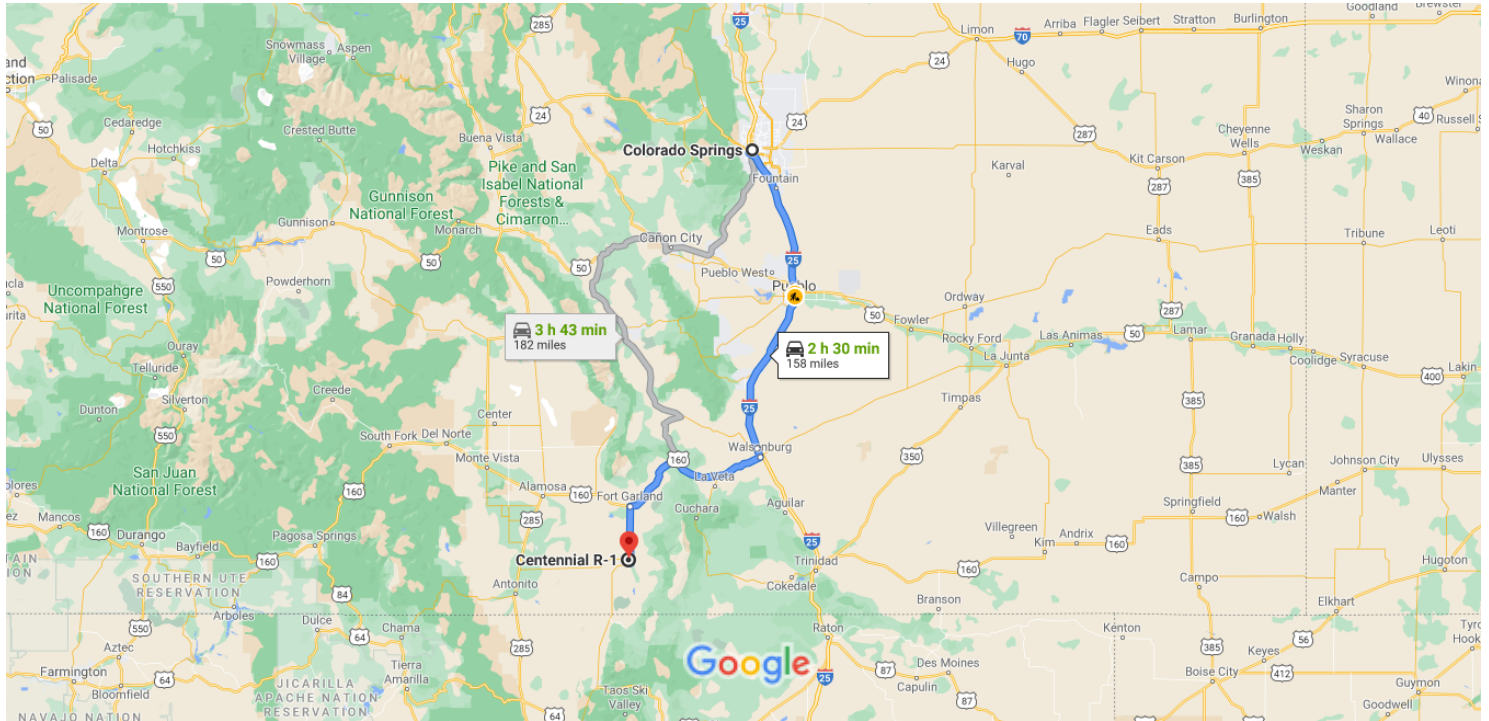 285
25
Goodland
Brewster
Arriba
Flagler
Seibert
Stratton
Burlington
Limon
70
Snowmass
Village
Aspen
24
Hugo
and
ction
Palisade
Winona
24
24
Sharon
Springs
40
Wallace
Russell S
50
Cedaredge
Crested Butte
Buena Vista
Cheyenne
Wells
Weskan
287
Hotchkiss
Delta
Colorado Springs
Kit Carson
Pike and San
Isabel National
Forests &
Cimarron...
Fountain
Karval
385
287
Gunnison
National Forest
Gunnison
Monarch
Montrose
Cañon City
Eads
Tribune
Leoti
50
50
50
25
Pueblo West
Pueblo
Powderhorn
550
Uncompahgre
National Forest
Ordway
287
50
Fowler
Rocky Ford
Las Animas
50
Lamar
Granada
Holly
3 h 43 min
182 miles
2 h 30 min
158 miles
La Junta
Coolidge
Syracuse
Lakin
400
Ouray
Telluride
Creede
Silverton
Dunton
550
25
Timpas
385
Center
South Fork
Del Norte
Walsenburg
160
350
Monte Vista
La Veta
Lycan
Johnson City
Ulysses
385
Manter
San Juan
National Forest
160
Alamosa
160
Fort Garland
Cuchara
Aguilar
Springfield
160
Walsh
285
Mancos
160
Durango
Bayfield
Pagosa Springs
Villegreen
Andrix
Kim
160
25
Centennial R-1
Trinidad
160
160
Hugoton
SOUTHERN UTE
RESERVATION
Antonito
Cokedale
Campo
84
Branson
Elkhart
Arboles
550
Dulce
64
Chama
64
Aztec
285
Raton
Kenton
385
56
Keyes
Google
Des Moines
Boise City
412
Farmington
64
Tierra
Amarilla
25
87
Capulin
87
Guymon
Bloomfield
JICARILLA
APACHE NATION
RESERVATION
Taos Ski
Valley
64
Goodwell
NAVAJO NATION